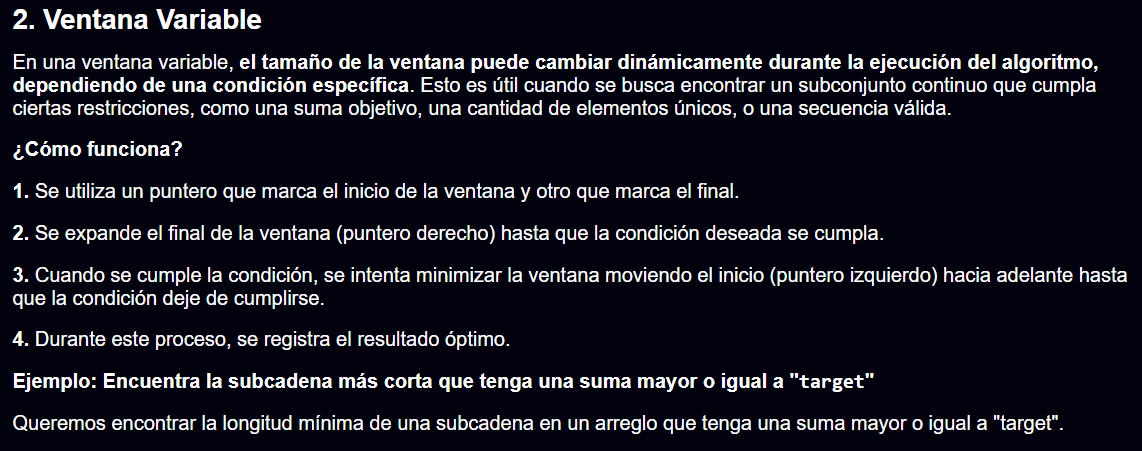 2. Ventana Variable
En una ventana variable, el tamaño de la ventana puede cambiar dinámicamente durante la ejecución del algoritmo,
dependiendo de una condición específica. Esto es útil cuando se busca encontrar un subconjunto continuo que cumpla
ciertas restricciones, como una suma objetivo, una cantidad de elementos únicos, o una secuencia válida.
¿Cómo funciona?
1. Se utiliza un puntero que marca el inicio de la ventana y otro que marca el final.
2. Se expande el final de la ventana (puntero derecho) hasta que la condición deseada se cumpla.
3. Cuando se cumple la condición, se intenta minimizar la ventana moviendo el inicio (puntero izquierdo) hacia adelante hasta
que la condición deje de cumplirse.
4. Durante este proceso, se registra el resultado óptimo.
Ejemplo: Encuentra la subcadena más corta que tenga una suma mayor o igual a "target"
Queremos encontrar la longitud mínima de una subcadena en un arreglo que tenga una suma mayor o igual a "target".